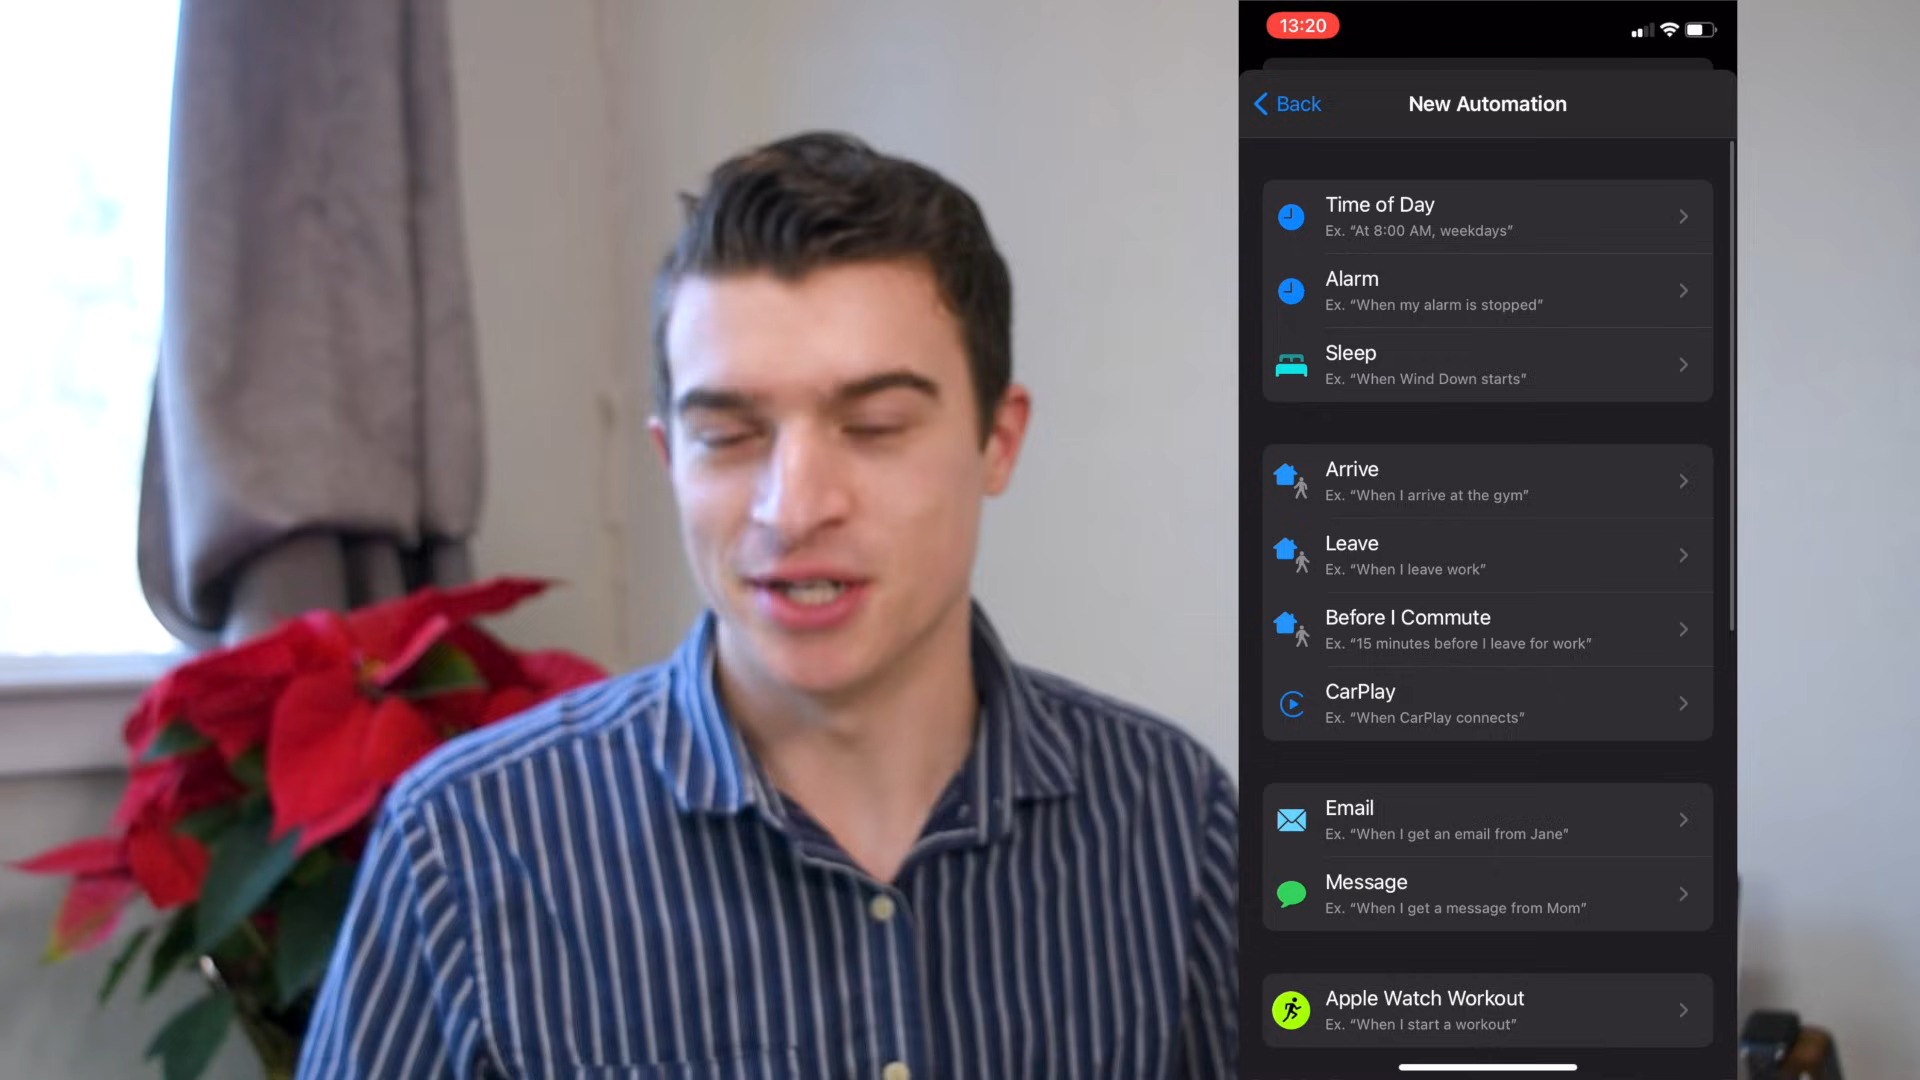 13:20
Back
New Automation
Time of Day
Ex. “At 8:00 AM, weekdays”
Alarm
Ex. “When my alarm is stopped”
Sleep
Ex. “When Wind Down starts”
Arrive
Ex. “When I arrive at the gym”
Leave
Ex. “When I leave work”
Before I Commute
Ex. “15 minutes before I leave for work”
CarPlay
Ex. “When CarPlay connects”
Email
Ex. “When I get an email from Jane”
Message
Ex. “When I get a message from Mom”
Apple Watch Workout
Ex. “When I start a workout”